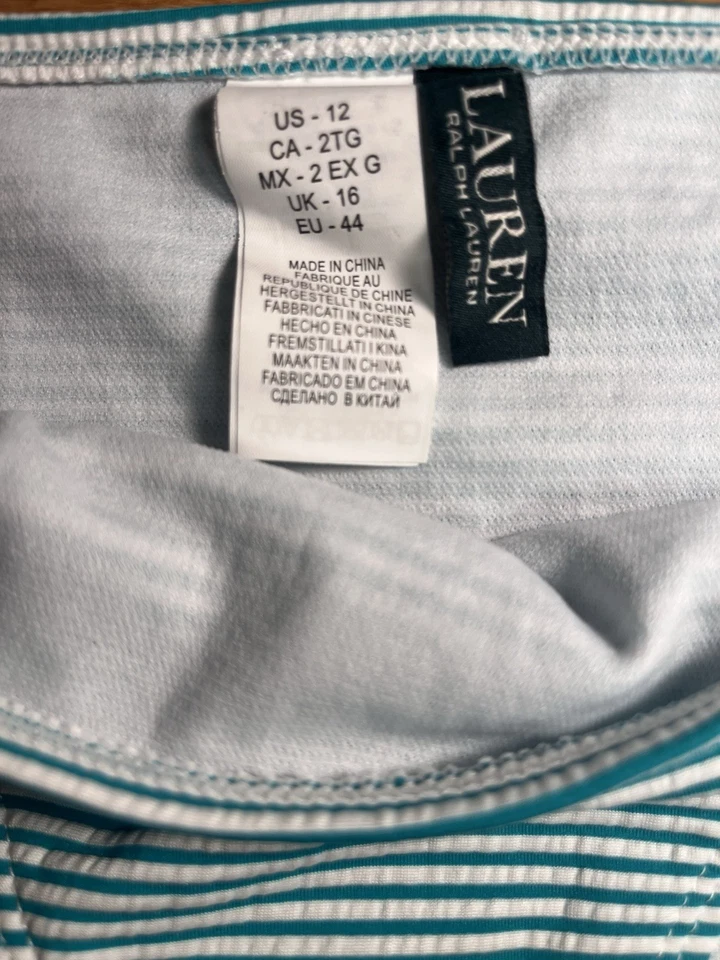 US - 12
CA - 2TG
MX - 2 EX G
UK - 16
EU - 44
MADE IN CHINA
FABRIQUE AU
REPUBLIQUE DE CHINE
HERGESTELLT IN CHINA
FABBRICATI IN CINESE
HECHO EN CHINA
FREMSTILLATI I KINA
MAAKTEN IN CHINA
FABRICADO EM CHINA
СДЕЛАНО В КИТАЙ
LAUREN
RALPH LAUREN